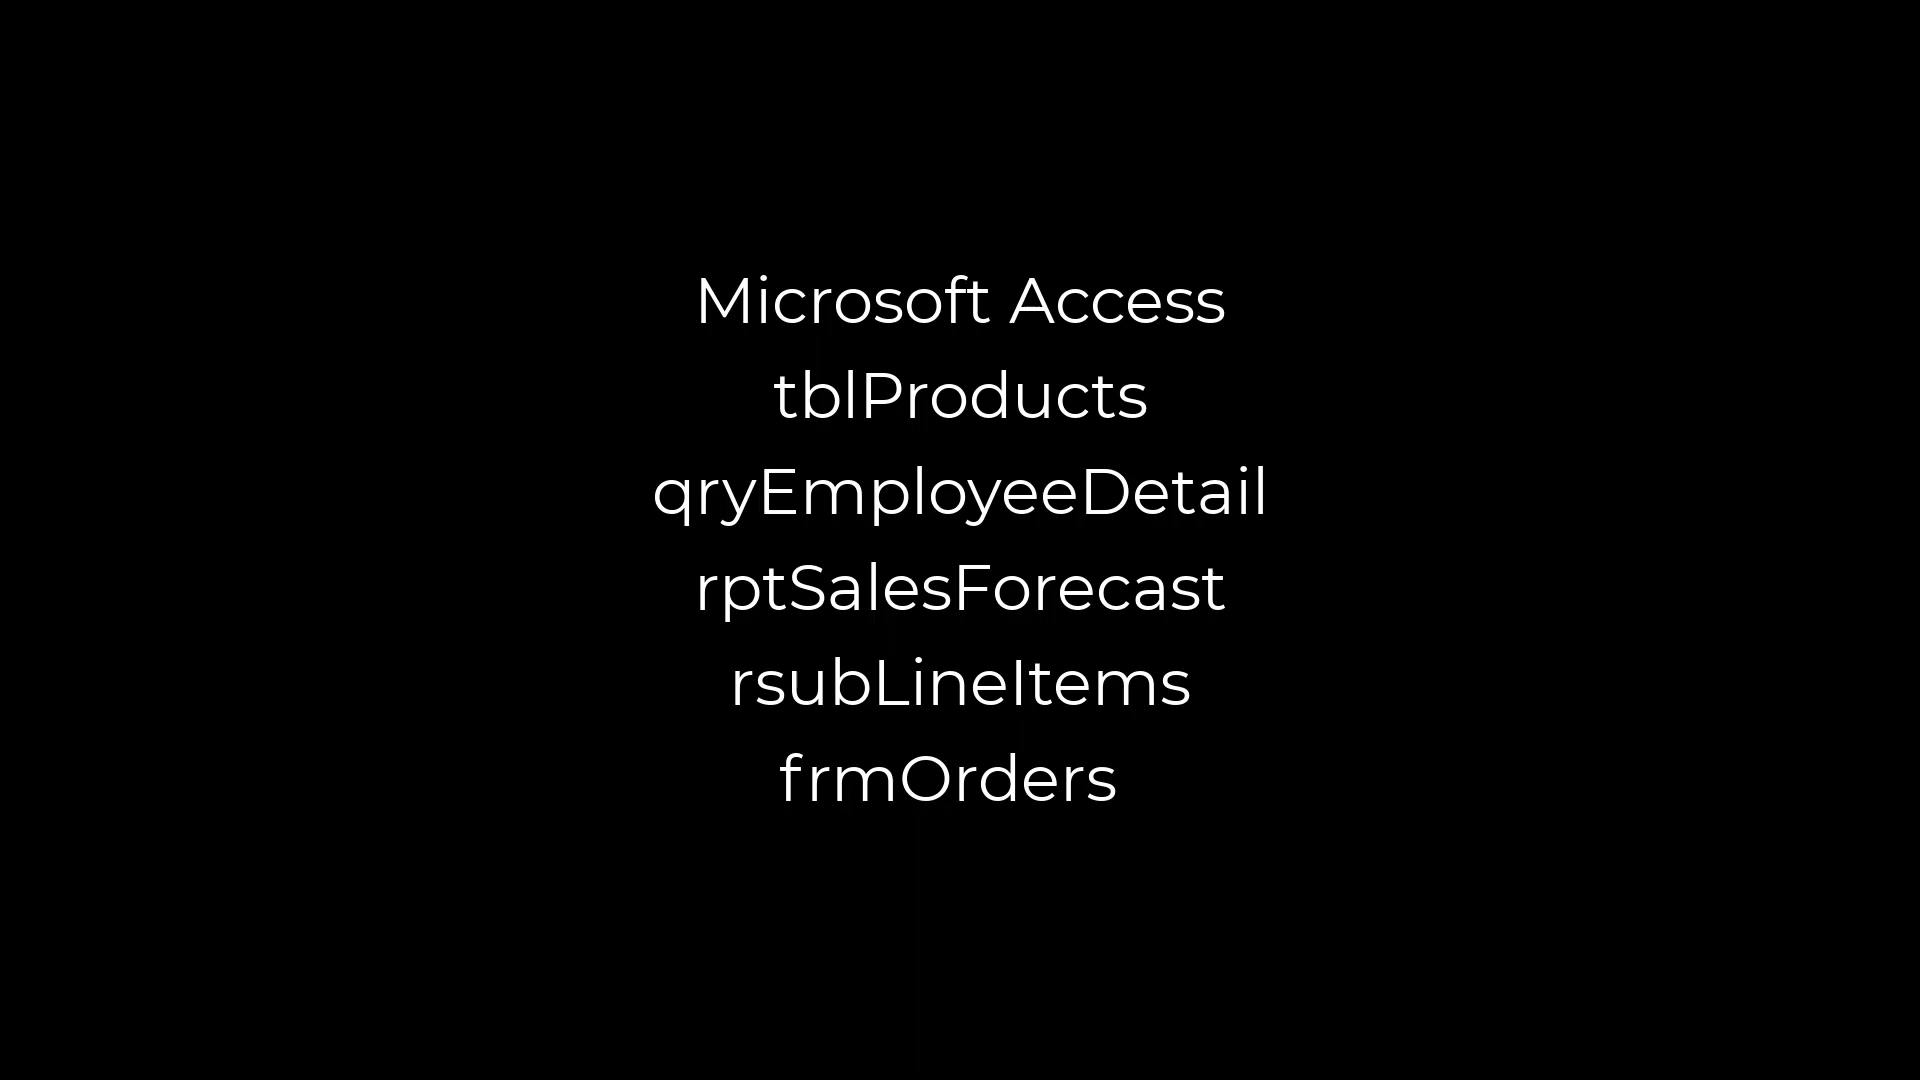 Microsoft Access
tblProducts
qryEmployeeDetail
rptSalesForecast
rsubLineItems
frmOrders